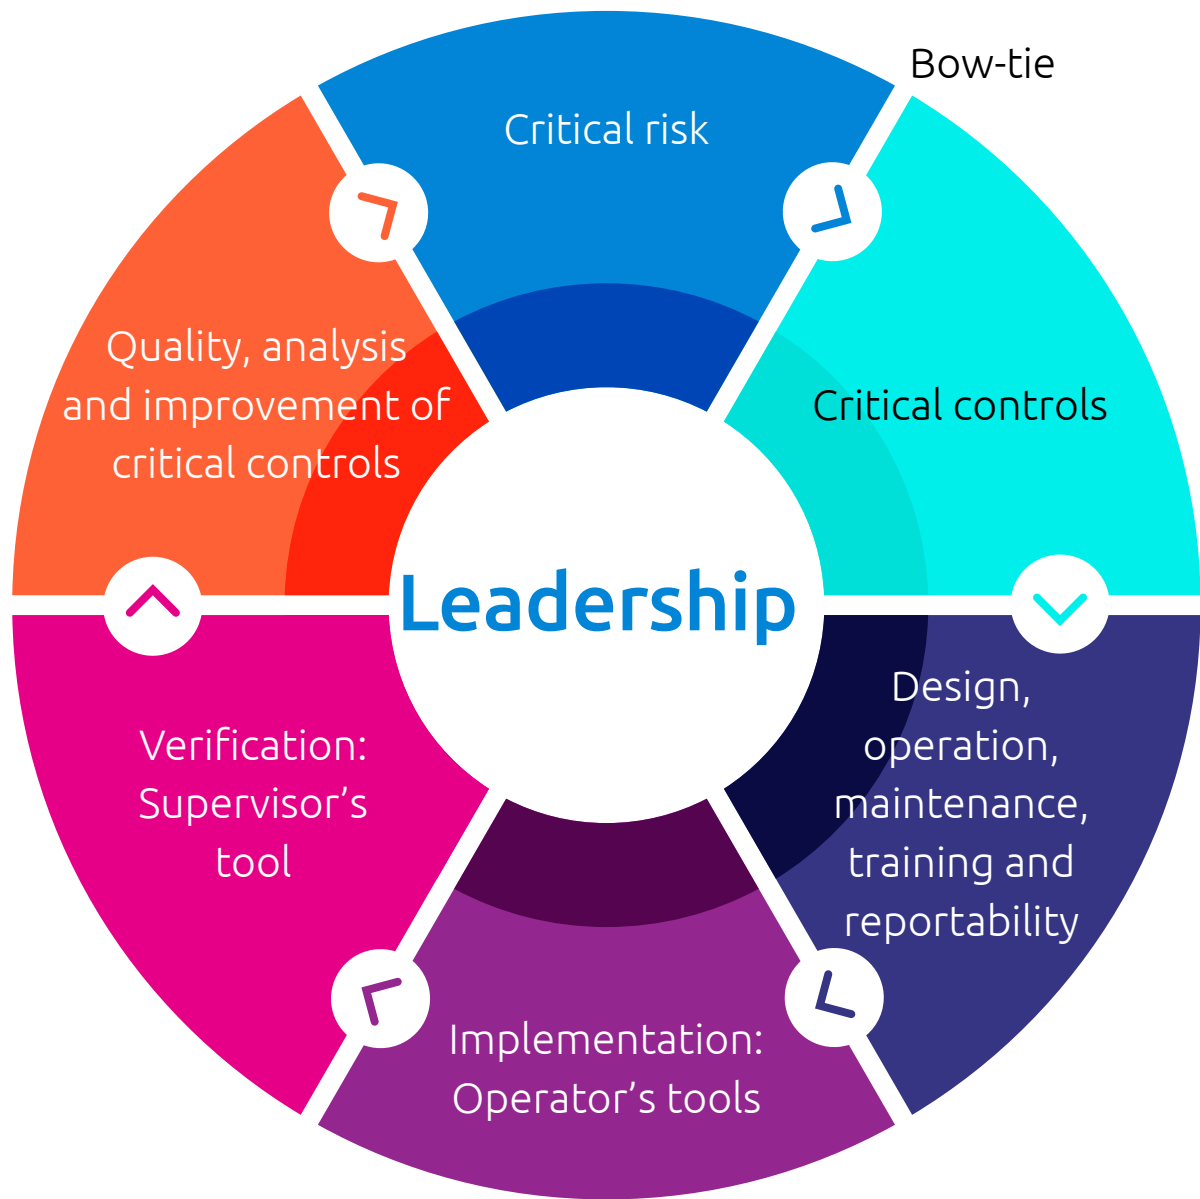 Bow-tie
Critical risk
Critical controls
Design,
operation,
maintenance,
training and
reportability
Implementation:
Operator’s tools
Verification:
Supervisor’s
tool
Quality, analysis
and improvement of
critical controls
Leadership